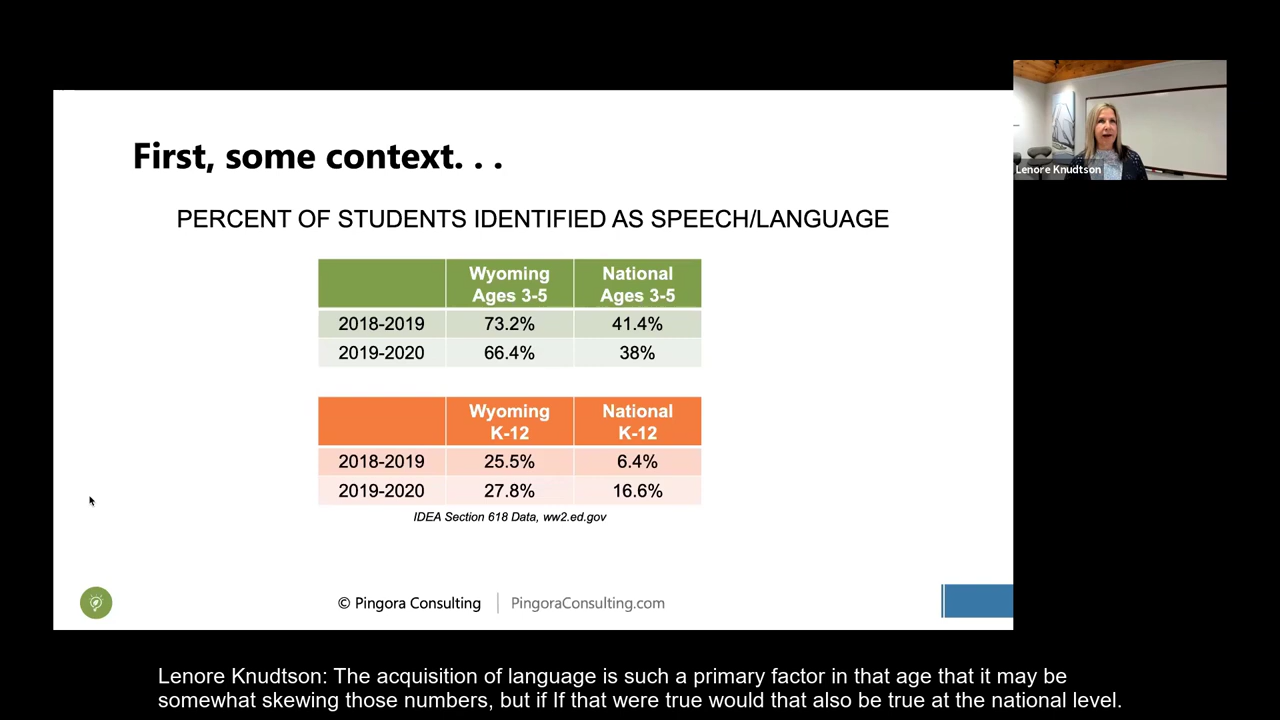 First, some context. . .
PERCENT OF STUDENTS IDENTIFIED AS SPEECH/LANGUAGE
Wyoming National
Ages 3-5 Ages 3-5
2018-2019 73.2% 41.4%
2019-2020 66.4% 38%
Wyoming National
K-12 K-12
2018-2019 25.5% 6.4%
2019-2020 27.8% 16.6%
IDEA Section 618 Data, ww2.ed.gov
© Pingora Consulting PingoraConsulting.com
Lenore Knudtson
Lenore Knudtson: The acquisition of language is such a primary factor in that age that it may be
somewhat skewing those numbers, but if If that were true would that also be true at the national level.